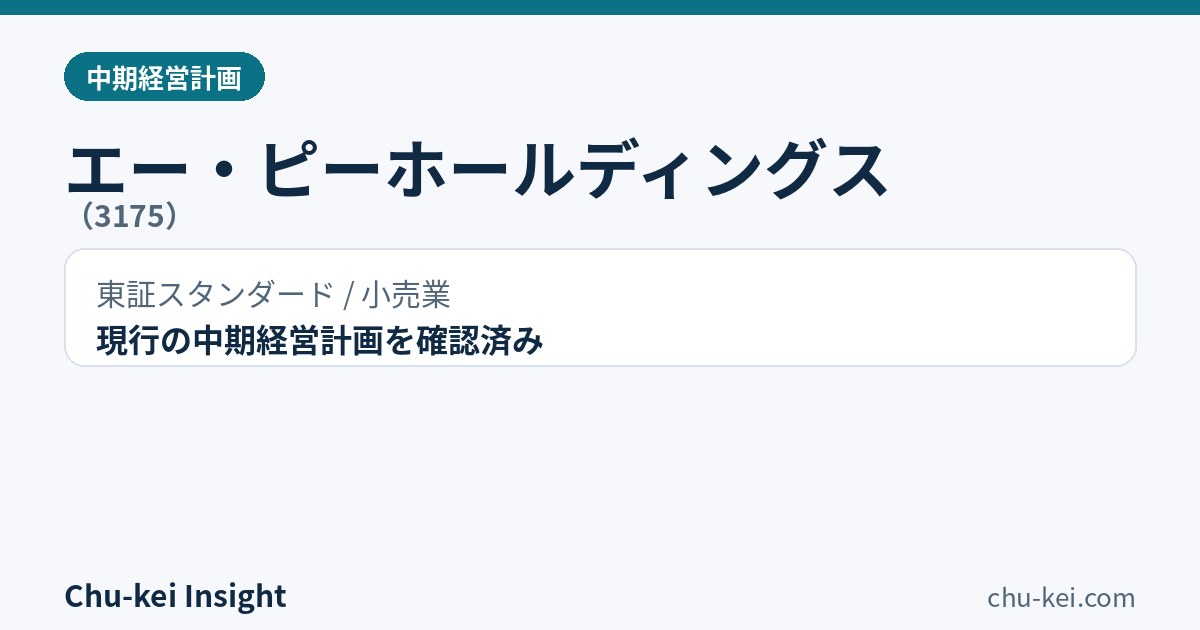 中期経営計画
エー・ピーホールディングス
（3175）
東証スタンダード / 小売業
現行の中期経営計画を確認済み
Chu-kei Insight
chu-kei.com